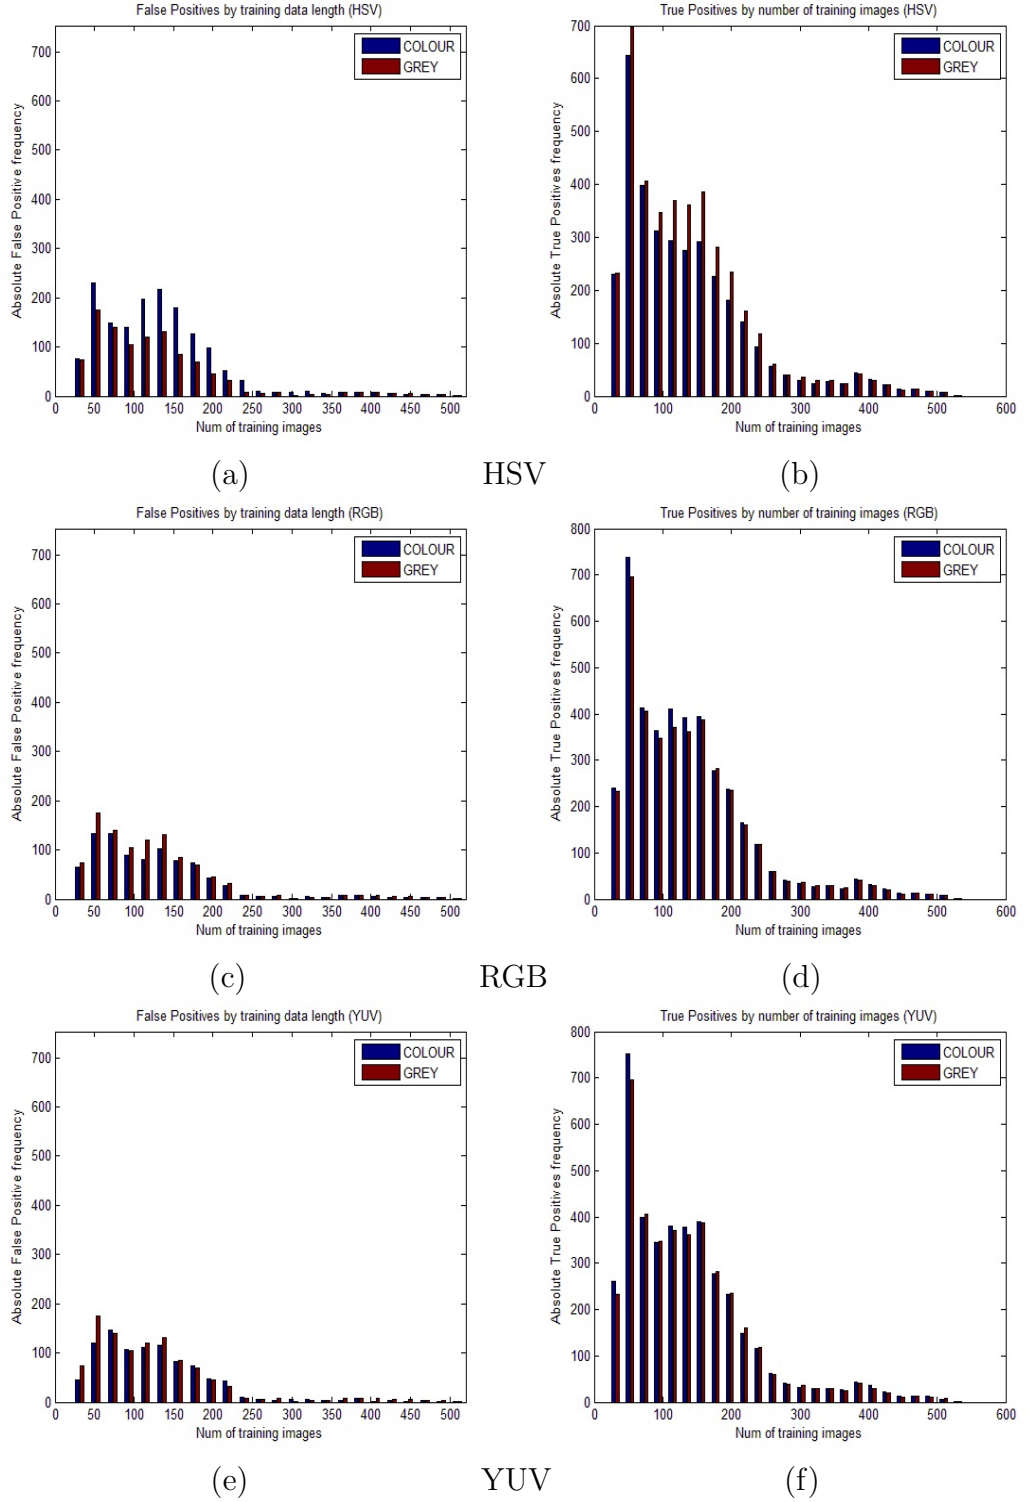 False Positives by training data length (HSV)
Absolute False Positive frequency
700
600
500
400
300
200
100
0
COLOUR
GREY
0 50 100 150 200 250 300 350 400 450 500
Num of training images
True Positives by number of training images (HSV)
Absolute True Positives frequency
700
600
500
400
300
200
100
0
COLOUR
GREY
0 100 200 300 400 500 600
Num of training images
(a) HSV (b)
False Positives by training data length (RGB)
Absolute False Positive frequency
700
600
500
400
300
200
100
0
COLOUR
GREY
0 50 100 150 200 250 300 350 400 450 500
Num of training images
True Positives by number of training images (RGB)
Absolute True Positives frequency
800
700
600
500
400
300
200
100
0
COLOUR
GREY
0 100 200 300 400 500 600
Num of training images
(c) RGB (d)
False Positives by training data length (YUV)
Absolute False Positive frequency
700
600
500
400
300
200
100
0
COLOUR
GREY
0 50 100 150 200 250 300 350 400 450 500
Num of training images
True Positives by number of training images (YUV)
Absolute True Positives frequency
800
700
600
500
400
300
200
100
0
COLOUR
GREY
0 100 200 300 400 500 600
Num of training images
(e) YUV (f)